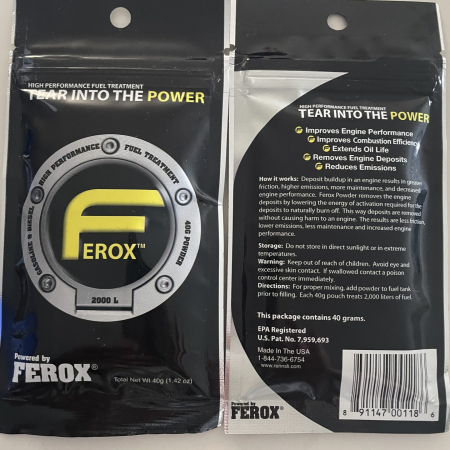 HIGH PERFORMANCE FUEL TREATMENT
TEAR INTO THE POWER
HIGH PERFORMANCE
FUEL TREATMENT
GASOLINE & DIESEL
40G POWDER
FEROX™
2000 L
Powered by
FEROX®
Total Net Wt 40g (1.42 oz)
HIGH PERFORMANCE FUEL TREATMENT
TEAR INTO THE POWER
Improves Engine Performance
Improves Combustion Efficiency
Extends Oil Life
Removes Engine Deposits
Reduces Emissions
How it works: Deposit buildup in an engine results in greater
friction, higher emissions, more maintenance, and decreased
engine performance. Ferox Powder removes the engine
deposits by lowering the energy of activation required for the
deposits to naturally burn off. This way deposits are removed
without causing harm to an engine. The results are less friction,
lower emissions, less maintenance and increased engine
performance.
Storage: Do not store in direct sunlight or in extreme
temperatures.
Warning: Keep out of reach of children. Avoid eye and
excessive skin contact. If swallowed contact a poison
control center immediately.
Directions: For proper mixing, add powder to fuel tank
prior to filling. Each 40g pouch treats 2,000 liters of fuel.
This package contains 40 grams.
EPA Registered
U.S. Pat. No. 7,959,693
Made In The USA
1-844-736-6754
Powered by
FEROX®
8 91147 00118 6